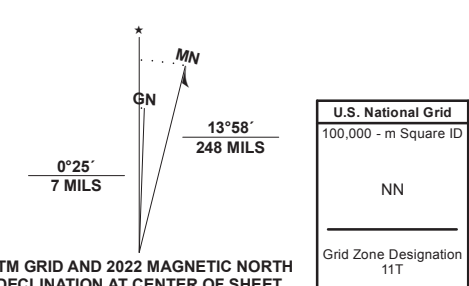 ★
MN
GN
0°25´
7 MILS
13°58´
248 MILS
TM GRID AND 2022 MAGNETIC NORTH
DECLINATION AT CENTER OF SHEET
U.S. National Grid
100,000 - m Square ID
NN
Grid Zone Designation
11T